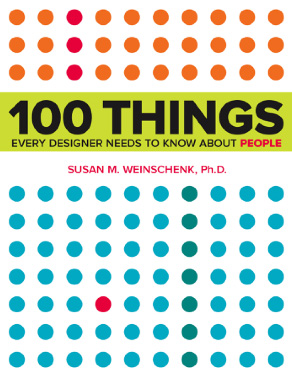 100 THINGS
EVERY DESIGNER NEEDS TO KNOW ABOUT PEOPLE
SUSAN M. WEINSCHENK, Ph.D.